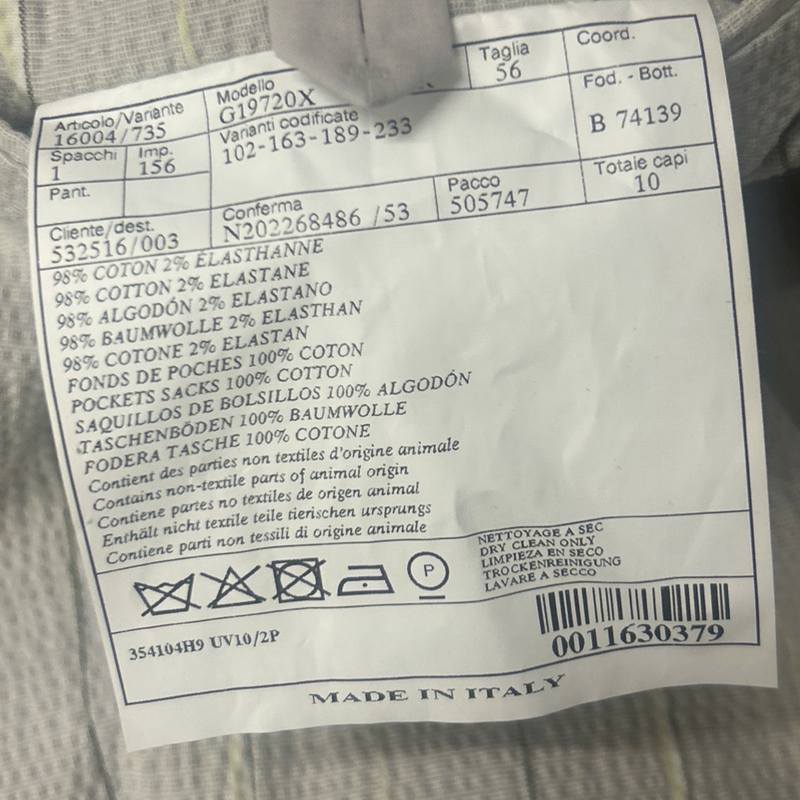 Articolo/Variante
16004/735
Modello
G19720X
Taglia
56
Coord.
Spacchi
1
Imp.
156
Varianti codificate
102-163-189-233
Fod. - Bott.
B 74139
Pant.
Cliente/dest.
532516/003
Conferma
N202268486 /53
Pacco
505747
Totale capi
10
98% COTON 2% ÉLASTHANNE
98% COTTON 2% ELASTANE
98% ALGODÓN 2% ELASTANO
98% BAUMWOLLE 2% ELASTHAN
98% COTONE 2% ELASTAN
FONDS DE POCHES 100% COTON
POCKETS SACKS 100% COTTON
SAQUILLOS DE BOLSILLOS 100% ALGODÓN
TASCHENBÖDEN 100% BAUMWOLLE
FODERA TASCHE 100% COTONE
Contient des parties non textiles d'origine animale
Contains non-textile parts of animal origin
Contiene partes no textiles de origen animal
Enthält nicht textile teile tierischen ursprungs
Contiene parti non tessili di origine animale
P
NETTOYAGE A SEC
DRY CLEAN ONLY
LIMPIEZA EN SECO
TROCKENREINIGUNG
LAVARE A SECCO
354104H9 UV10/2P
0011630379
MADE IN ITALY